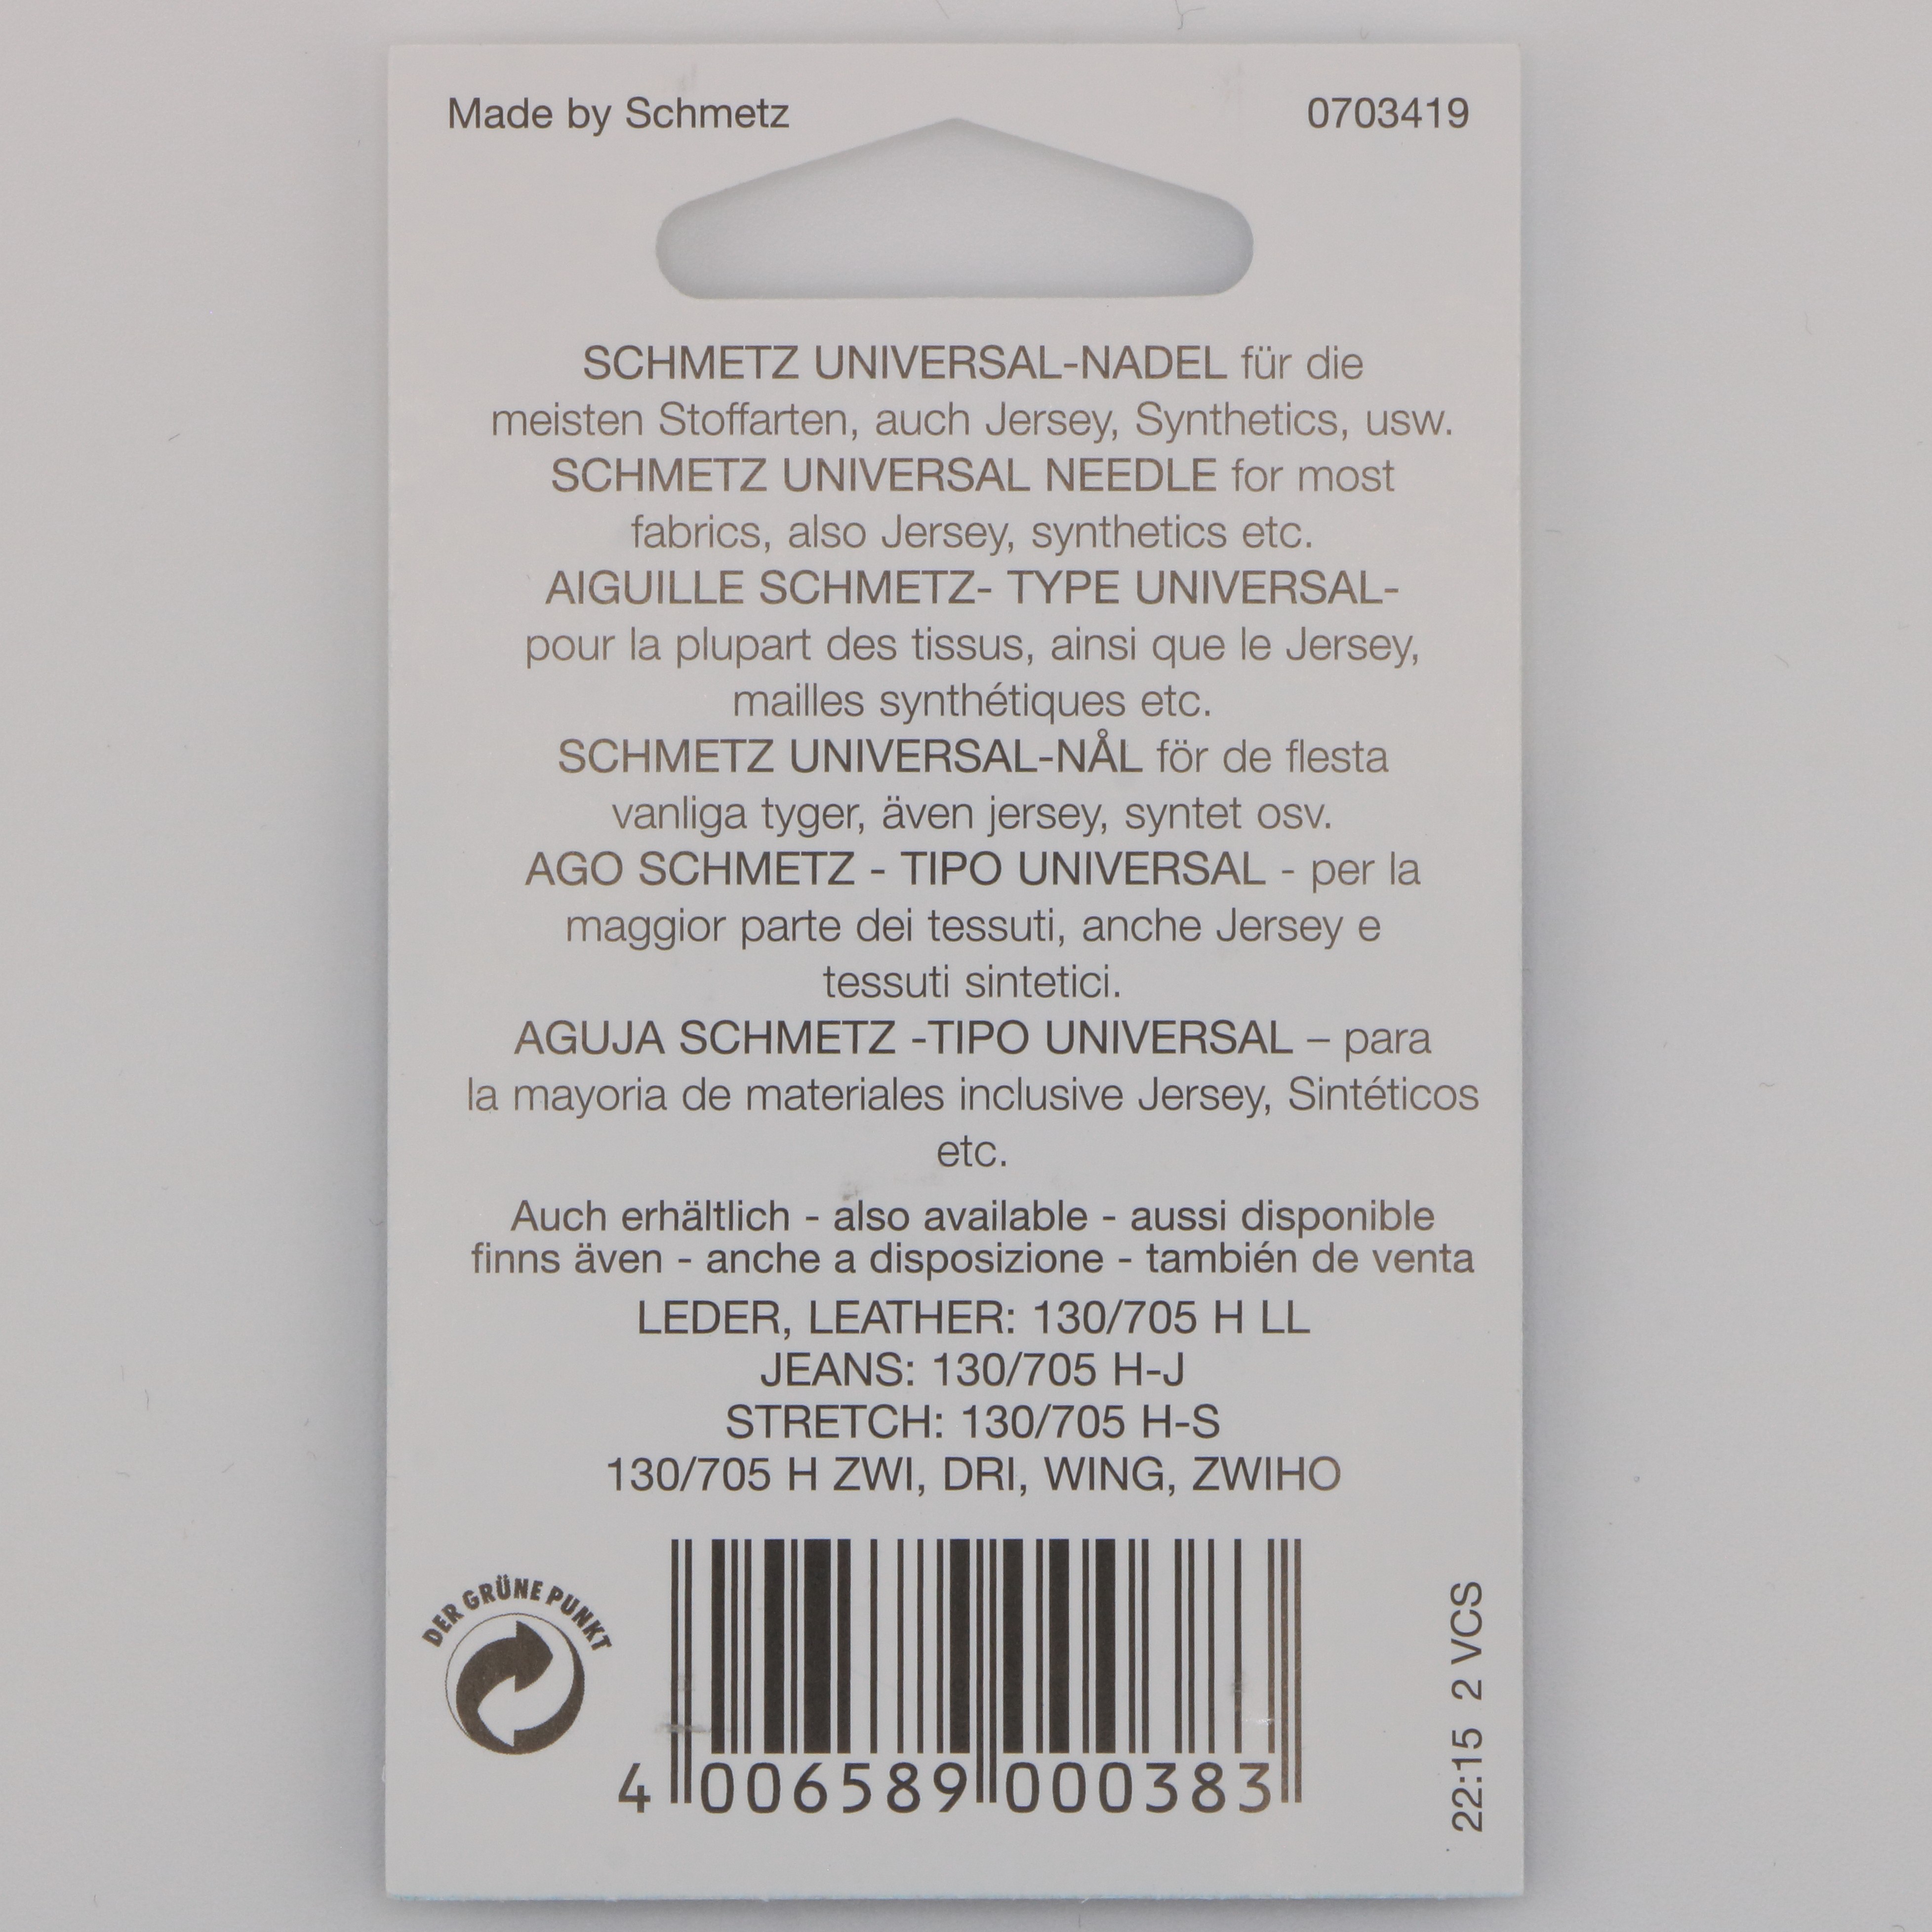 Made by Schmetz 0703419
SCHMETZ UNIVERSAL-NADEL für die
meisten Stoffarten, auch Jersey, Synthetics, usw.
SCHMETZ UNIVERSAL NEEDLE for most
fabrics, also Jersey, synthetics etc.
AIGUILLE SCHMETZ- TYPE UNIVERSAL-
pour la plupart des tissus, ainsi que le Jersey,
mailles synthétiques etc.
SCHMETZ UNIVERSAL-NÅL för de flesta
vanliga tyger, även jersey, syntet osv.
AGO SCHMETZ - TIPO UNIVERSAL - per la
maggior parte dei tessuti, anche Jersey e
tessuti sintetici.
AGUJA SCHMETZ -TIPO UNIVERSAL – para
la mayoria de materiales inclusive Jersey, Sintéticos
etc.
Auch erhältlich - also available - aussi disponible
finns även - anche a disposizione - también de venta
LEDER, LEATHER: 130/705 H LL
JEANS: 130/705 H-J
STRETCH: 130/705 H-S
130/705 H ZWI, DRI, WING, ZWIHO
DER GRÜNE PUNKT
4 006589 000383
22:15 2 VCS